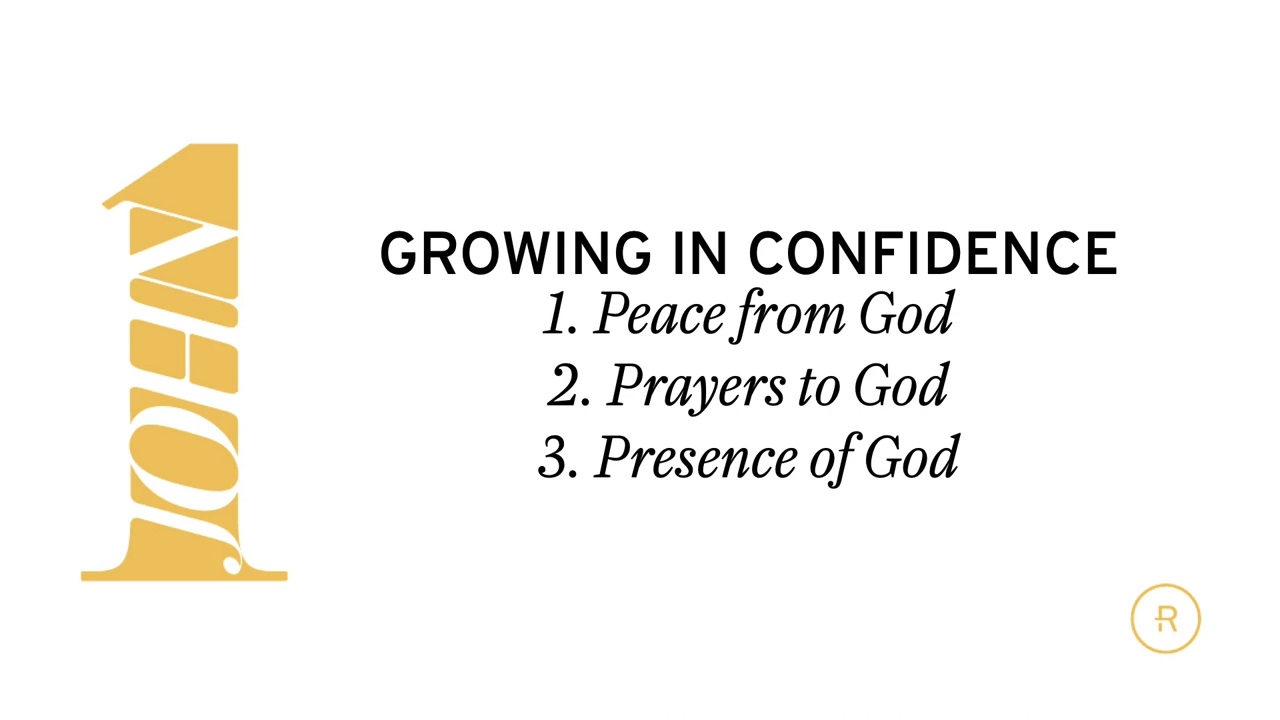 1
JOHN
GROWING IN CONFIDENCE
1. Peace from God
2. Prayers to God
3. Presence of God
R